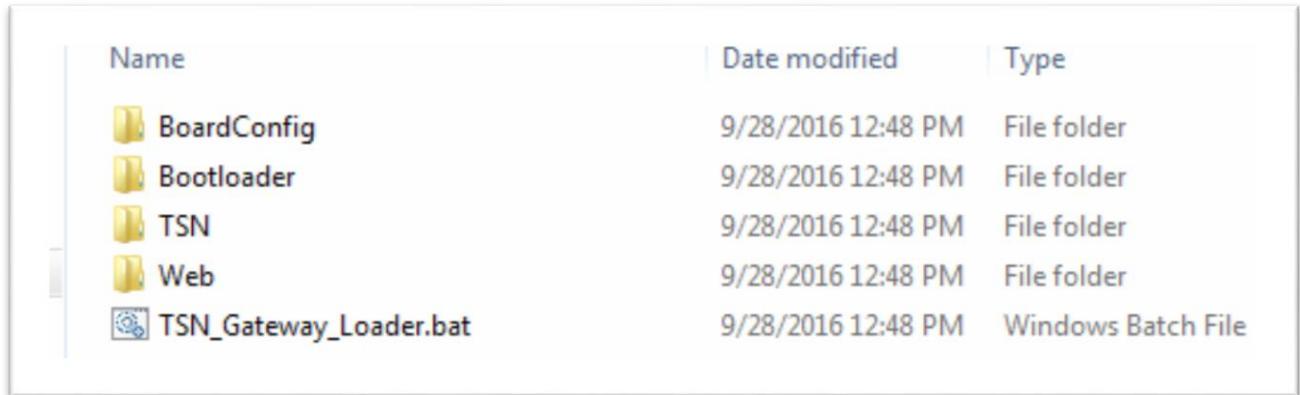 Name Date modified Type
BoardConfig 9/28/2016 12:48 PM File folder
Bootloader 9/28/2016 12:48 PM File folder
TSN 9/28/2016 12:48 PM File folder
Web 9/28/2016 12:48 PM File folder
TSN_Gateway_Loader.bat 9/28/2016 12:48 PM Windows Batch File